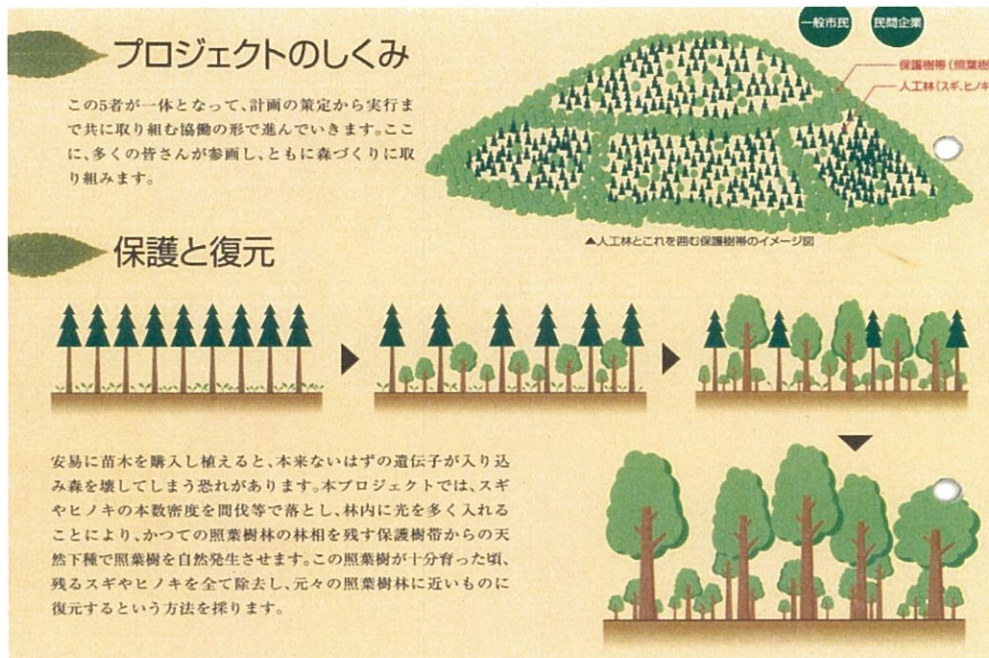 プロジェクトのしくみ
この5者が一体となって、計画の策定から実行ま
で共に取り組む協働の形で進んでいきます。ここ
に、多くの皆さんが参画し、ともに森づくりに取
り組みます。
一般市民
民間企業
保護樹帯(照葉樹
人工林(スギ、ヒノキ
▲人工林とこれを囲む保護樹帯のイメージ図
保護と復元
安易に苗木を購入し植えると、本来ないはずの遺伝子が入り込
み森を壊してしまう恐れがあります。本プロジェクトでは、スギ
やヒノキの本数密度を間伐等で落とし、林内に光を多く入れる
ことにより、かつての照葉樹林の林相を残す保護樹帯からの天
然下種で照葉樹を自然発生させます。この照葉樹が十分育った頃、
残るスギやヒノキを全て除去し、元々の照葉樹林に近いものに
復元するという方法を採ります。